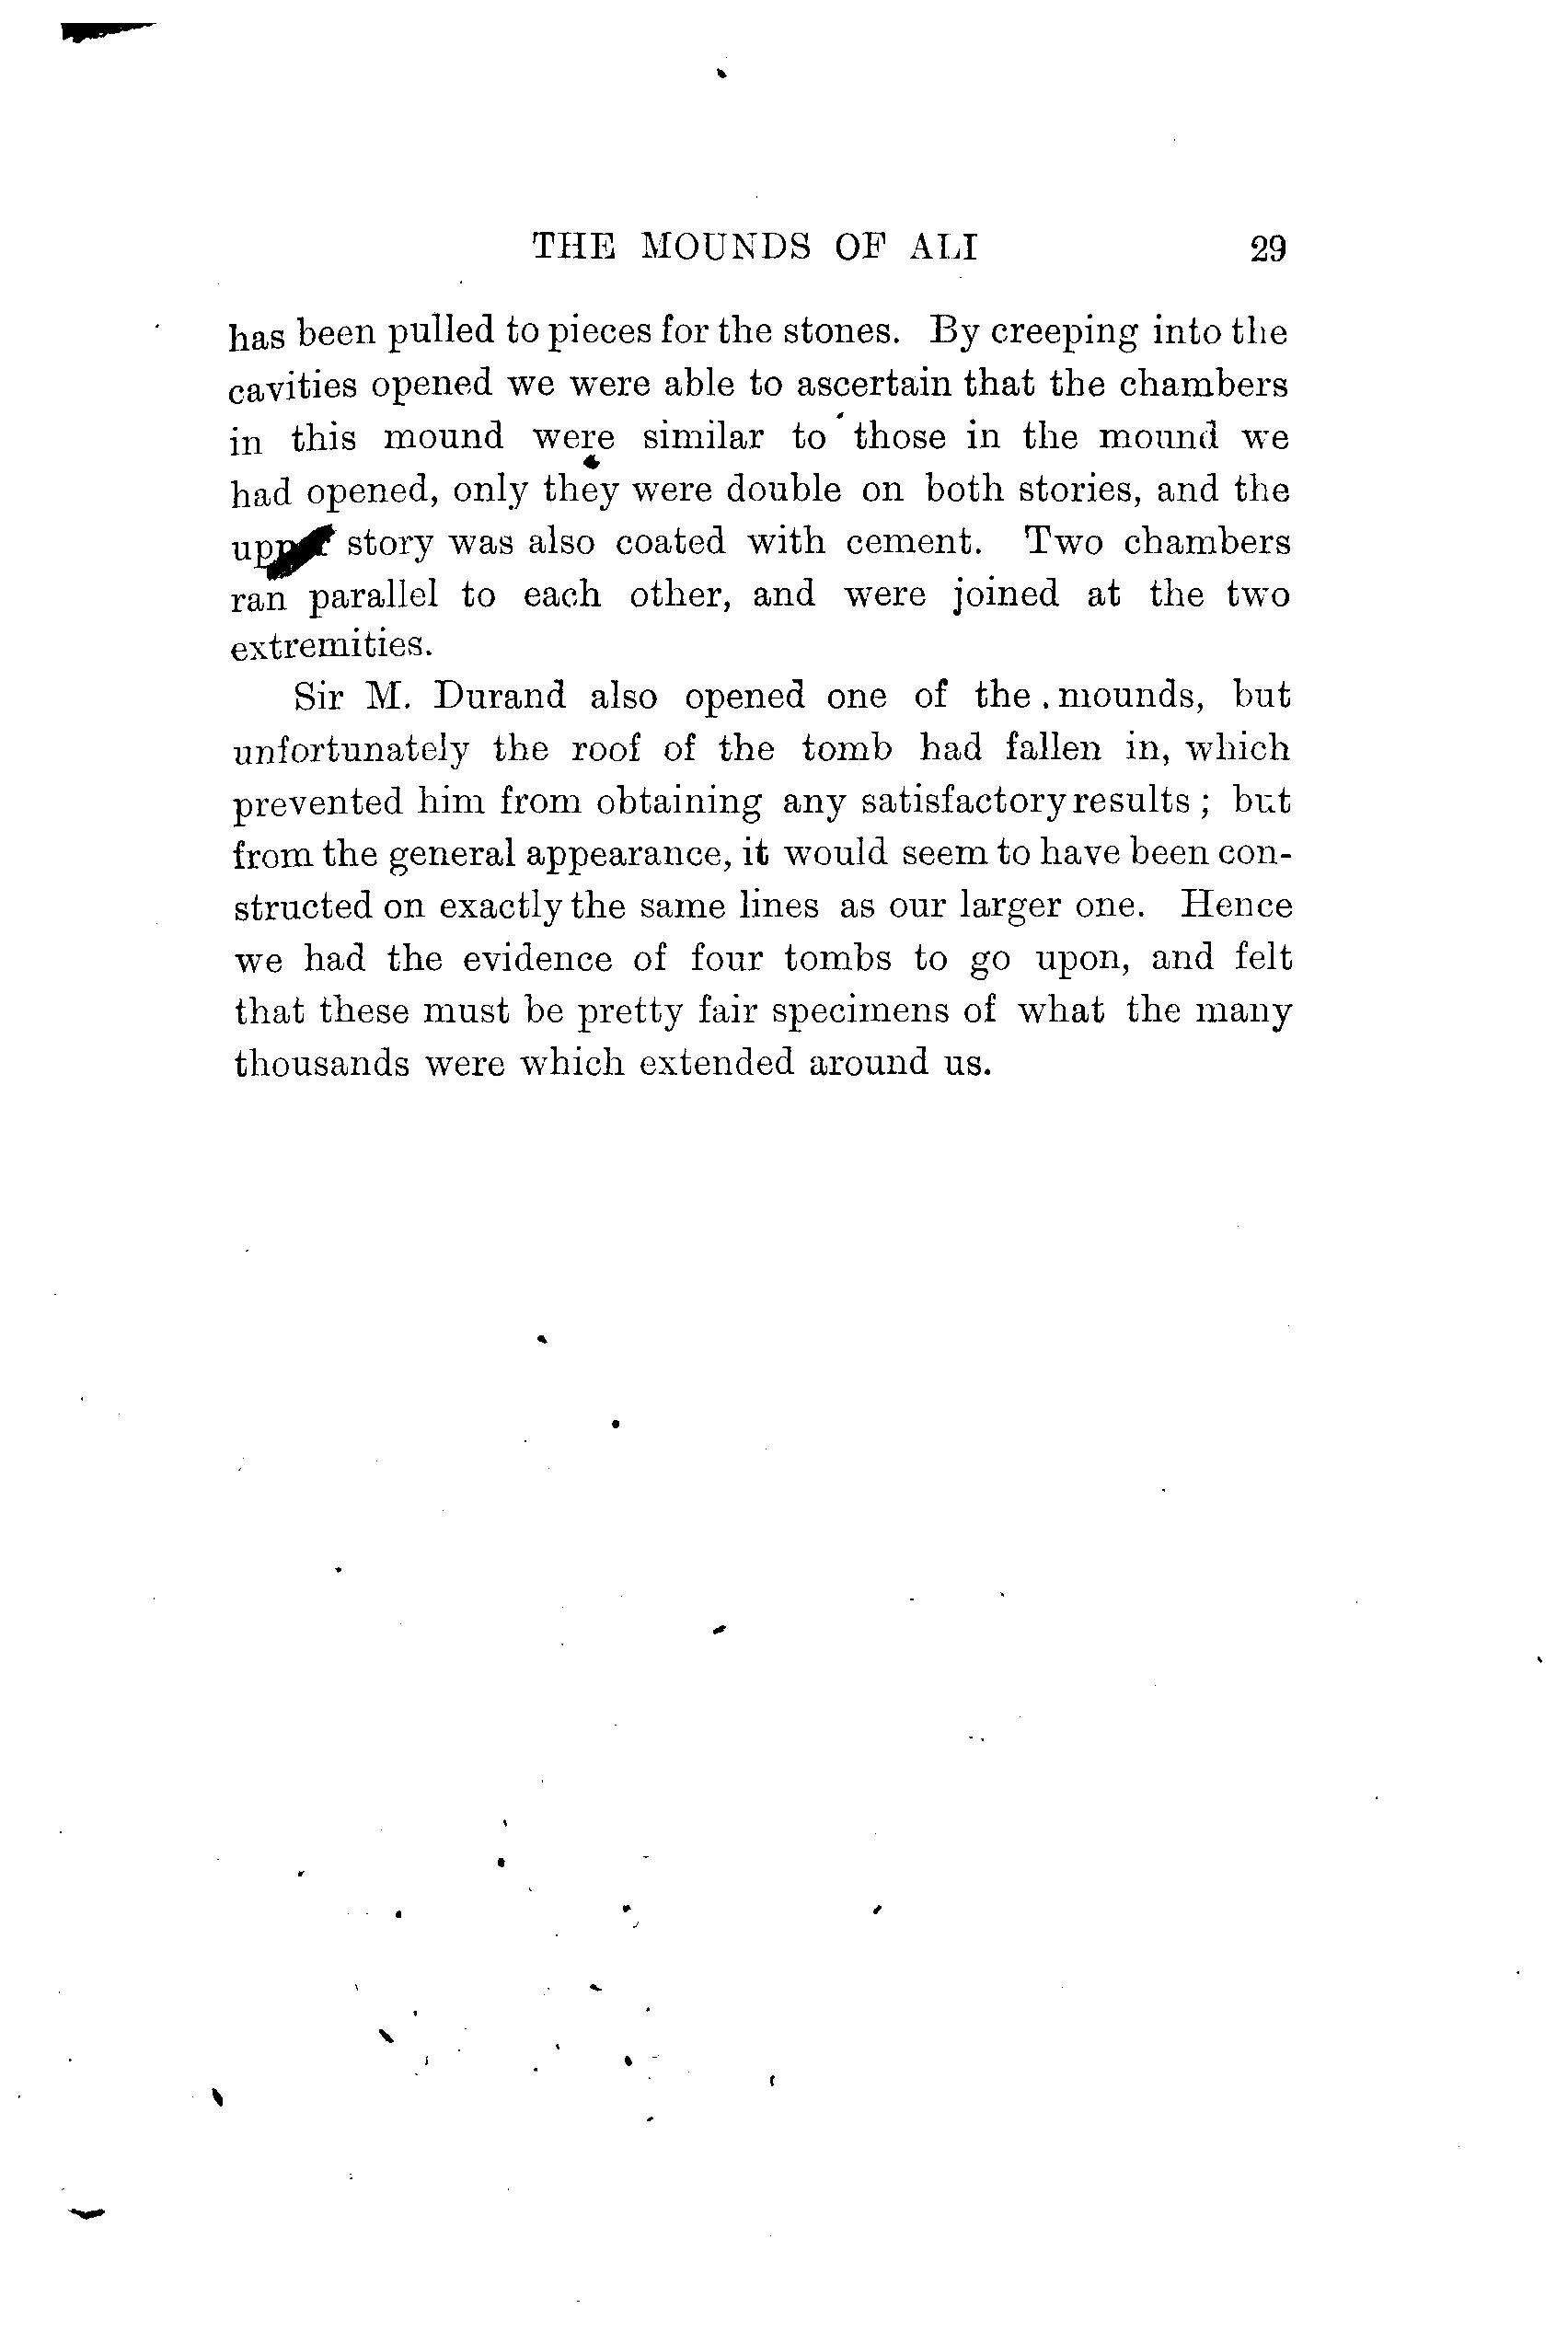 THE MOUNDS OF ALI 29
has been pulled to pieces for the stones. By creeping into the
cavities opened we were able to ascertain that the chambers
in this mound were similar to those in the mound we
had opened, only they were double on both stories, and the
upper story was also coated with cement. Two chambers
ran parallel to each other, and were joined at the two
extremities.
Sir M. Durand also opened one of the mounds, but
unfortunately the roof of the tomb had fallen in, which
prevented him from obtaining any satisfactory results ; but
from the general appearance, it would seem to have been con-
structed on exactly the same lines as our larger one. Hence
we had the evidence of four tombs to go upon, and felt
that these must be pretty fair specimens of what the many
thousands were which extended around us.